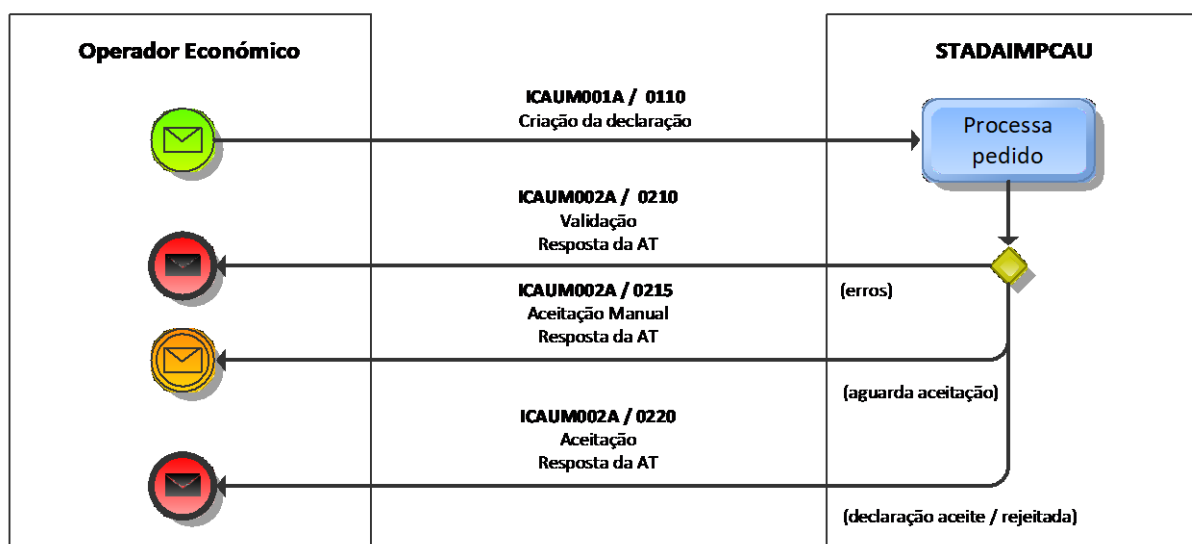 Operador Económico
STADAIMPCAU
ICAUM001A / 0110
Criação da declaração
Processa
pedido
ICAUM002A / 0210
Validação
Resposta da AT
(erros)
ICAUM002A / 0215
Aceitação Manual
Resposta da AT
(aguarda aceitação)
ICAUM002A / 0220
Aceitação
Resposta da AT
(declaração aceite / rejeitada)